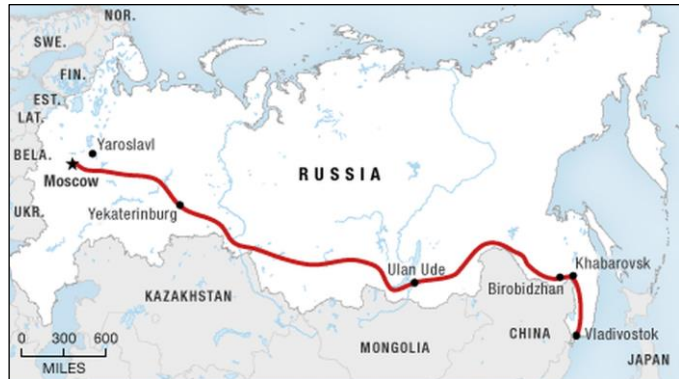 NOR.
SWE.
FIN.
EST.
LAT.
BELA.
Yaroslavl
Moscow
RUSSIA
UKR.
Yekaterinburg
Ulan Ude
Khabarovsk
Birobidzhan
KAZAKHSTAN
CHINA
Vladivostok
MONGOLIA
JAPAN
0 300 600
MILES